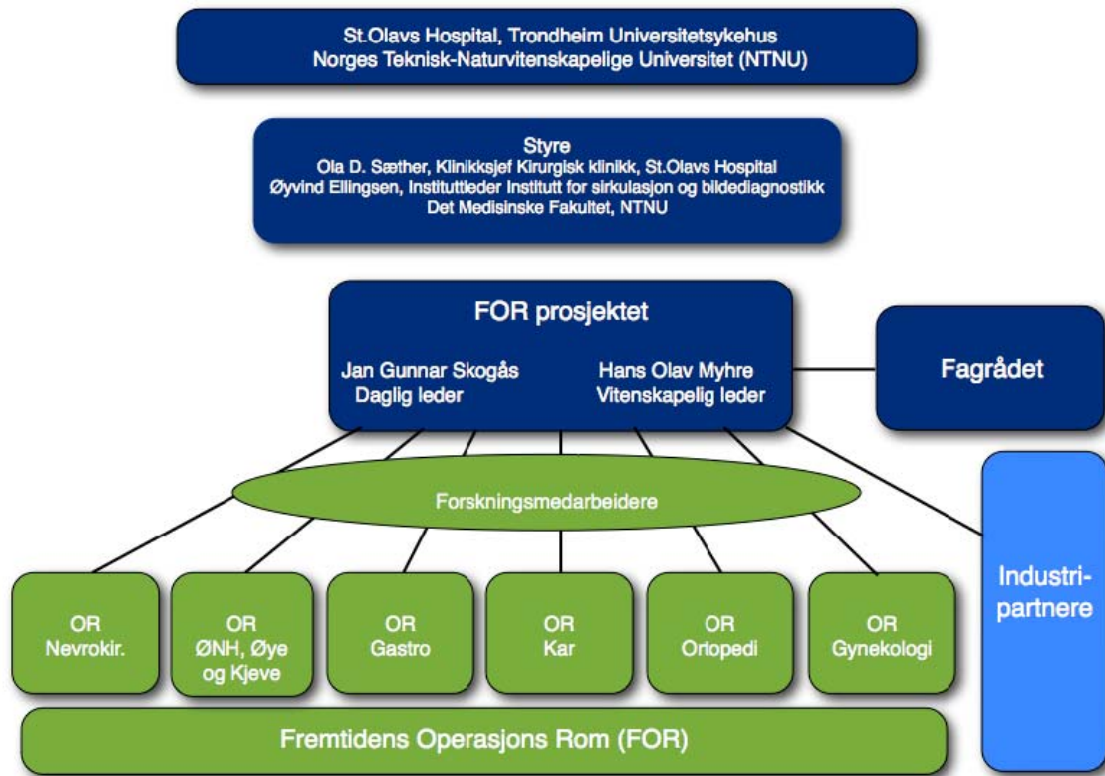 St.Olavs Hospital, Trondheim Universitetsykehus
Norges Teknisk-Naturvitenskapelige Universitet (NTNU)
Styre
Ola D. Sæther, Klinikksjef Kirurgisk klinikk, St.Olavs Hospital
Øyvind Ellingsen, Instituttleder Institutt for sirkulasjon og bildediagnostikk
Det Medisinske Fakultet, NTNU
FOR prosjektet
Jan Gunnar Skogås
Daglig leder
Hans Olav Myhre
Vitenskapelig leder
Fagrådet
Forskningsmedarbeidere
Industri-
partnere
OR
Nevrokir.
OR
ØNH, Øye
og Kjeve
OR
Gastro
OR
Kar
OR
Ortopedi
OR
Gynekologi
Fremtidens Operasjons Rom (FOR)